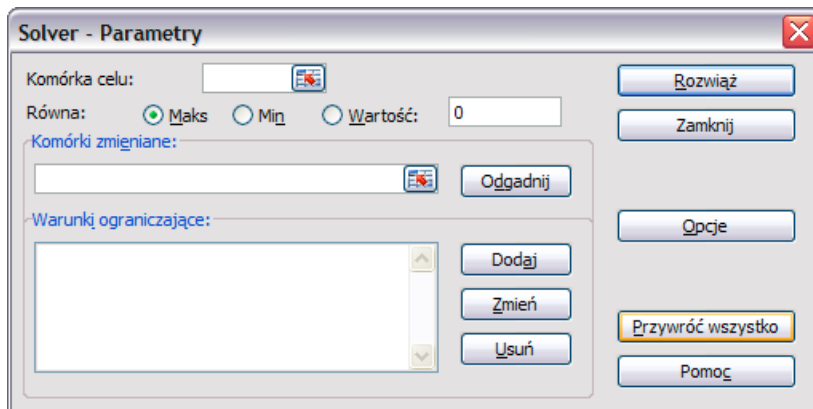 Solver - Parametry
Komórka celu:
Rozwiąż
Równa: Maks Min Wartość: 0
Zamknij
Komórki zmieniane:
Odgadnij
Warunki ograniczające:
Opcje
Dodaj
Zmień
Przywróć wszystko
Usuń
Pomoc